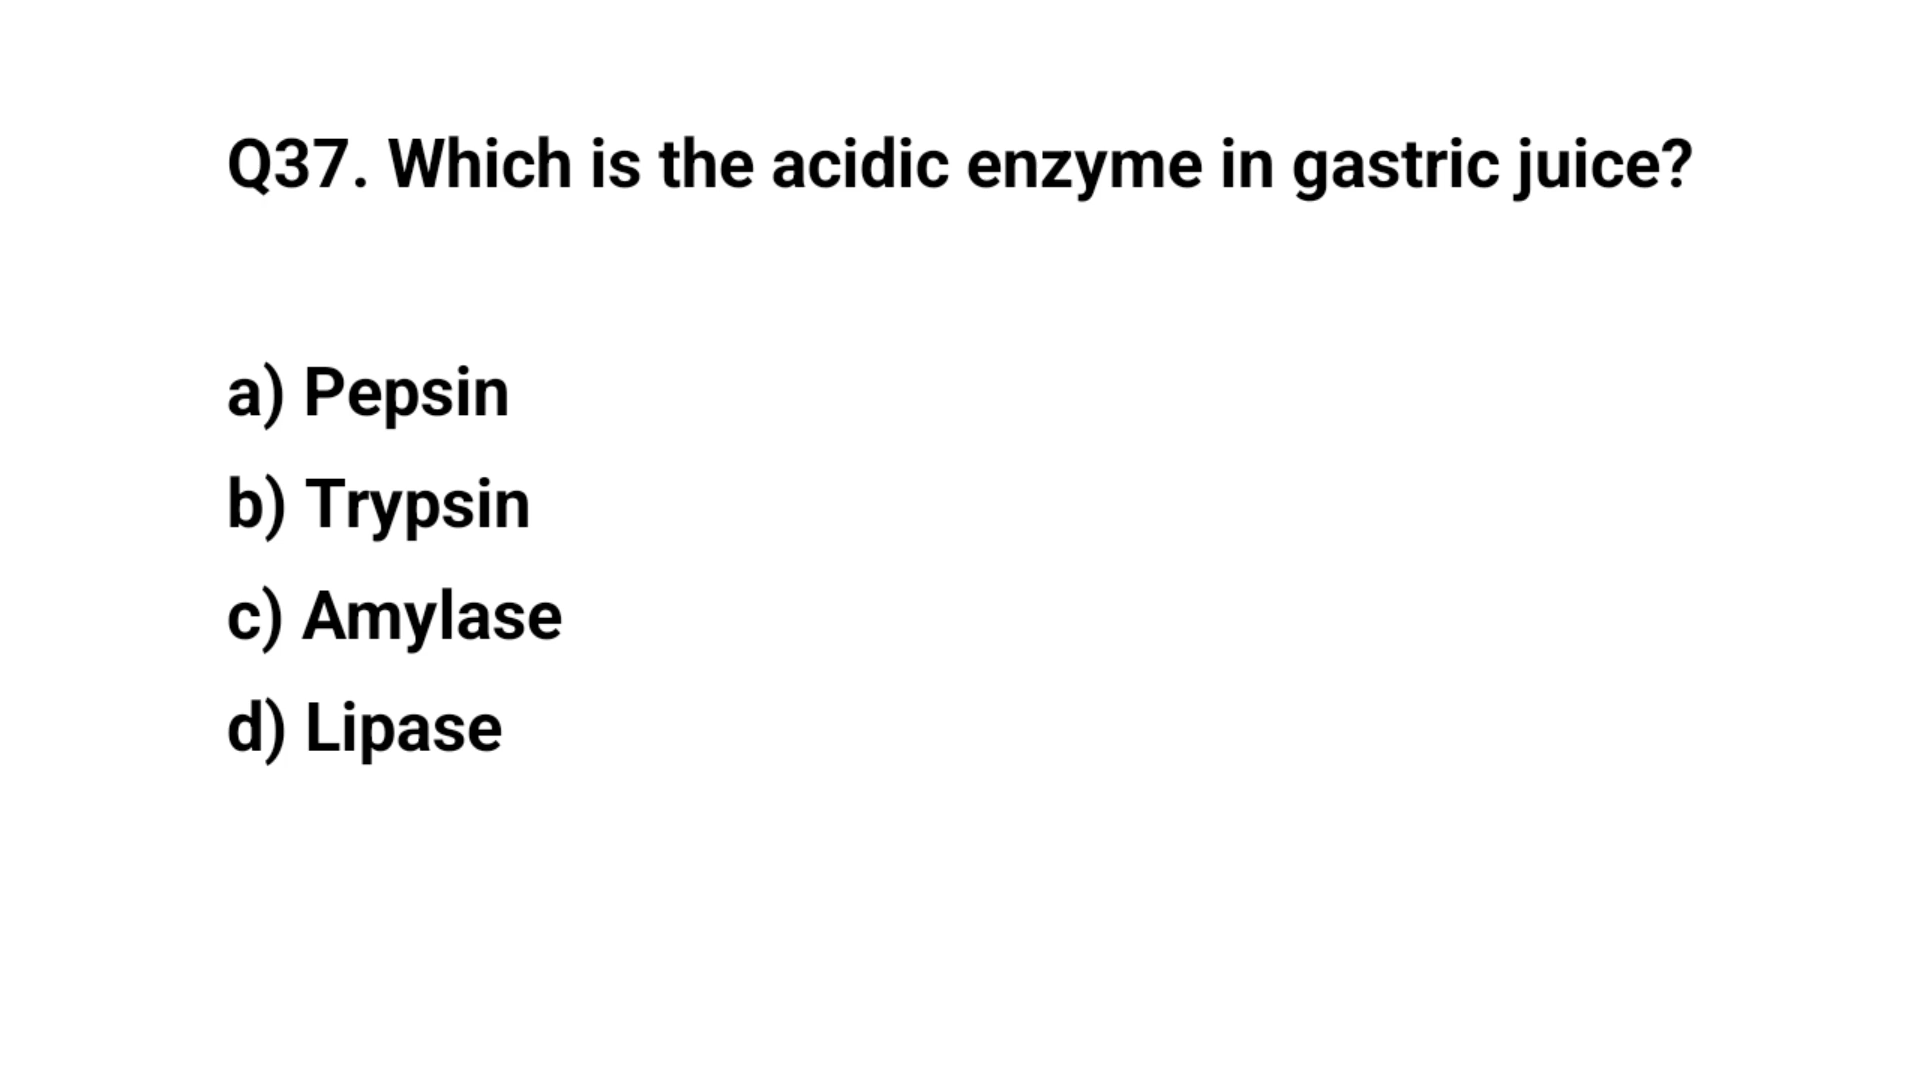 Q37. Which is the acidic enzyme in gastric juice?
a) Pepsin
b) Trypsin
c) Amylase
d) Lipase